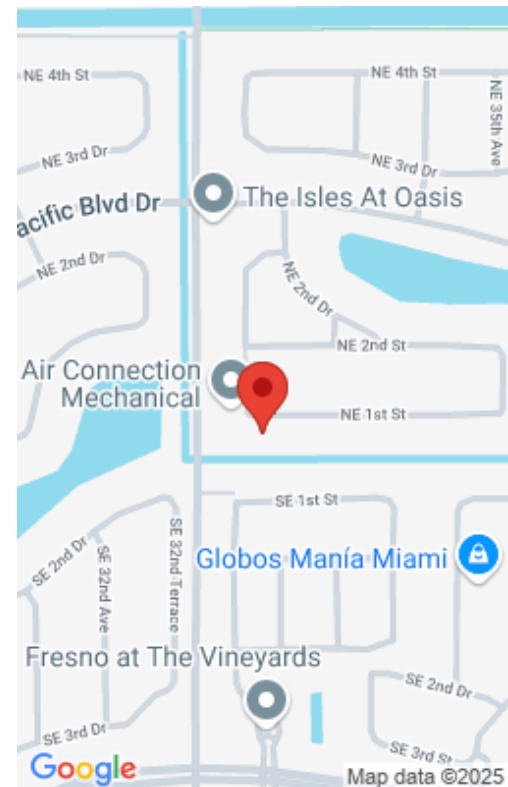 NE 4th St
NE 4th St
NE 35th Ave
NE 3rd Dr
NE 3rd Dr
The Isles At Oasis
acific Blvd Dr
NE 2nd Dr
NE 2nd Dr
NE 2nd St
Air Connection
Mechanical
NE 1st St
SE 1st St
SE 2nd Dr
SE 32nd Ave
SE 32nd Terrace
Globos Manía Miami
Fresno at The Vineyards
SE 2nd Dr
SE 3rd Dr
SE 3rd St
Google
Map data ©2025